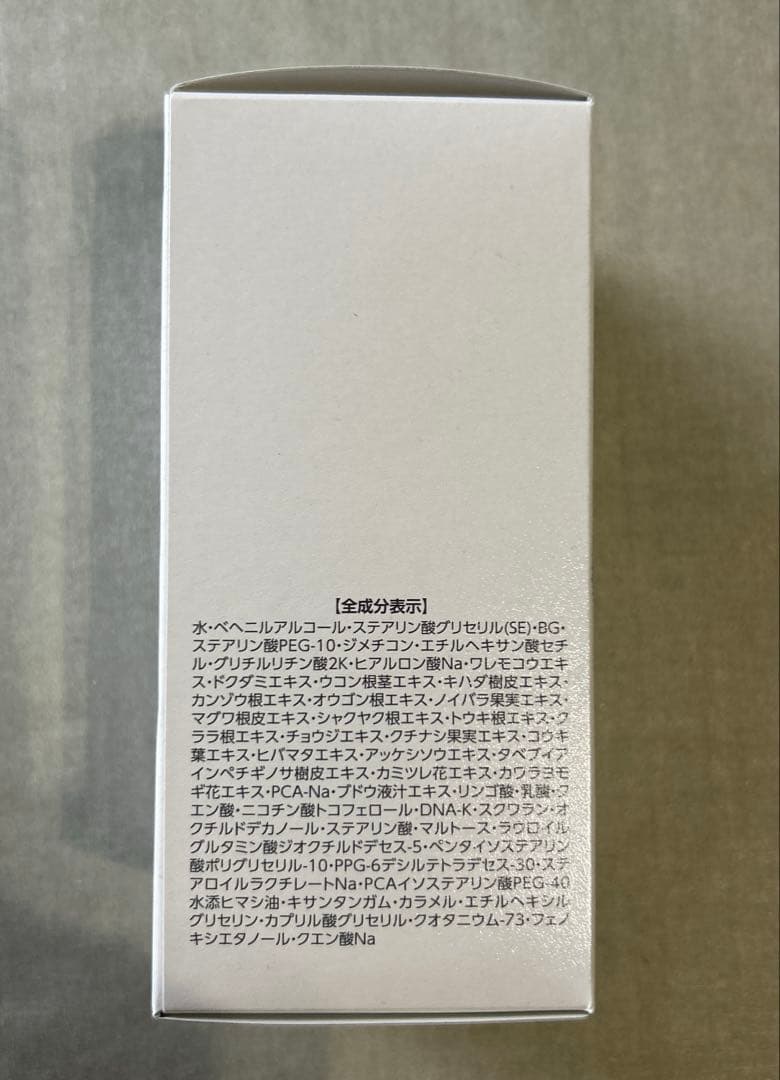 【全成分表示】
水・ベヘニルアルコール・ステアリン酸グリセリル(SE)・BG・
ステアリン酸PEG-10・ジメチコン・エチルヘキサン酸セチ
ル・グリチルリチン酸2K・ヒアルロン酸Na・ワレモコウエキ
ス・ドクダミエキス・ウコン根茎エキス・キハダ樹皮エキス・
カンゾウ根エキス・オウゴン根エキス・ノイバラ果実エキス・
マグワ根皮エキス・シャクヤク根エキス・トウキ根エキス・ク
ララ根エキス・チョウジエキス・クチナシ果実エキス・コウキ
葉エキス・ヒバマタエキス・アッケシソウエキス・タベブイア
インペチギノサ樹皮エキス・カミツレ花エキス・カワラヨモ
ギ花エキス・PCA-Na・ブドウ液汁エキス・リンゴ酸・乳酸・ク
エン酸・ニコチン酸トコフェロール・DNA-K・スクワラン・オ
クチルドデカノール・ステアリン酸・マルトース・ラウロイル
グルタミン酸ジオクチルドデセス-5・ペンタイソステアリン
酸ポリグリセリル-10・PPG-6デシルテトラデセス-30・ステ
アロイルラクチレートNa・PCAイソステアリン酸PEG-40
水添ヒマシ油・キサンタンガム・カラメル・エチルヘキシル
グリセリン・カプリル酸グリセリル・クオタニウム-73・フェノ
キシエタノール・クエン酸Na